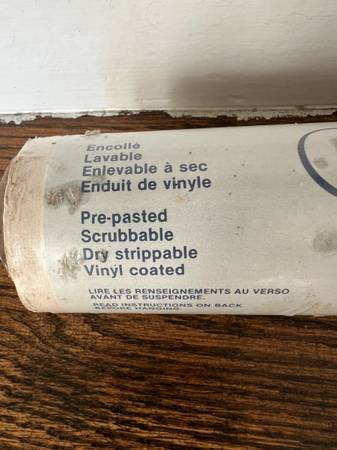 Encollé
Lavable
Enlevable à sec
Enduit de vinyle
Pre-pasted
Scrubbable
Dry strippable
Vinyl coated
LIRE LES RENSEIGNEMENTS AU VERSO
AVANT DE SUSPENDRE.
READ INSTRUCTIONS ON BACK
BEFORE HANGING.